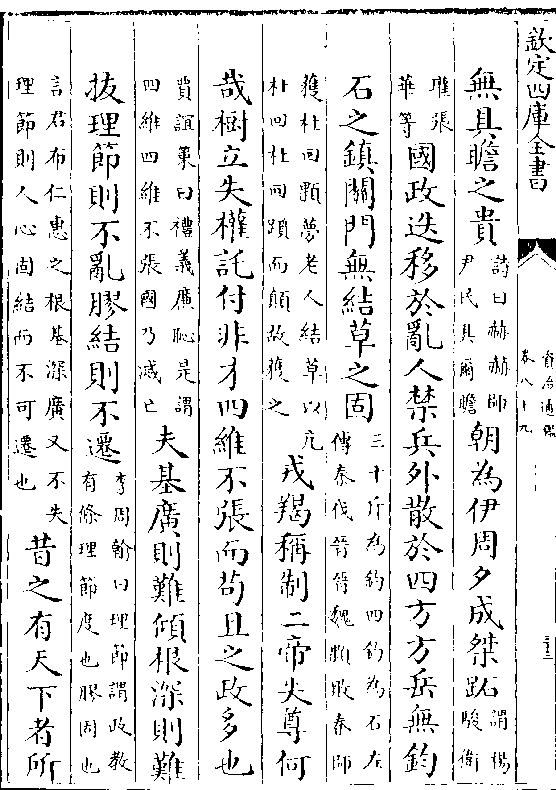 欽定四庫全書
資治通鑑
卷八十九
無具瞻之貴詩曰赫赫師尹民具爾瞻朝為伊周夕成桀跖謂楊駿衛
瓘張華等國政迭移於亂人禁兵外散於四方方岳無鈞
石之鎮關門無結草之固三十斤為鈞四鈞為石左傳秦伐晉晉魏顆敗秦師
獲杜回顆夢老人結草以亢杜回杜回躓而顛故獲之戎羯稱制二帝失尊何
哉樹立失權託付非才四維不張而苟且之政多也
賈誼策曰禮義廉恥是謂四維四維不張國乃滅亡夫基廣則難傾根深則難
拔理節則不亂膠結則不遷李周翰曰理節謂政教有條理節度也膠固也
言君布仁惠之根基深廣又不失理節則人心固結而不可遷也昔之有天下者所